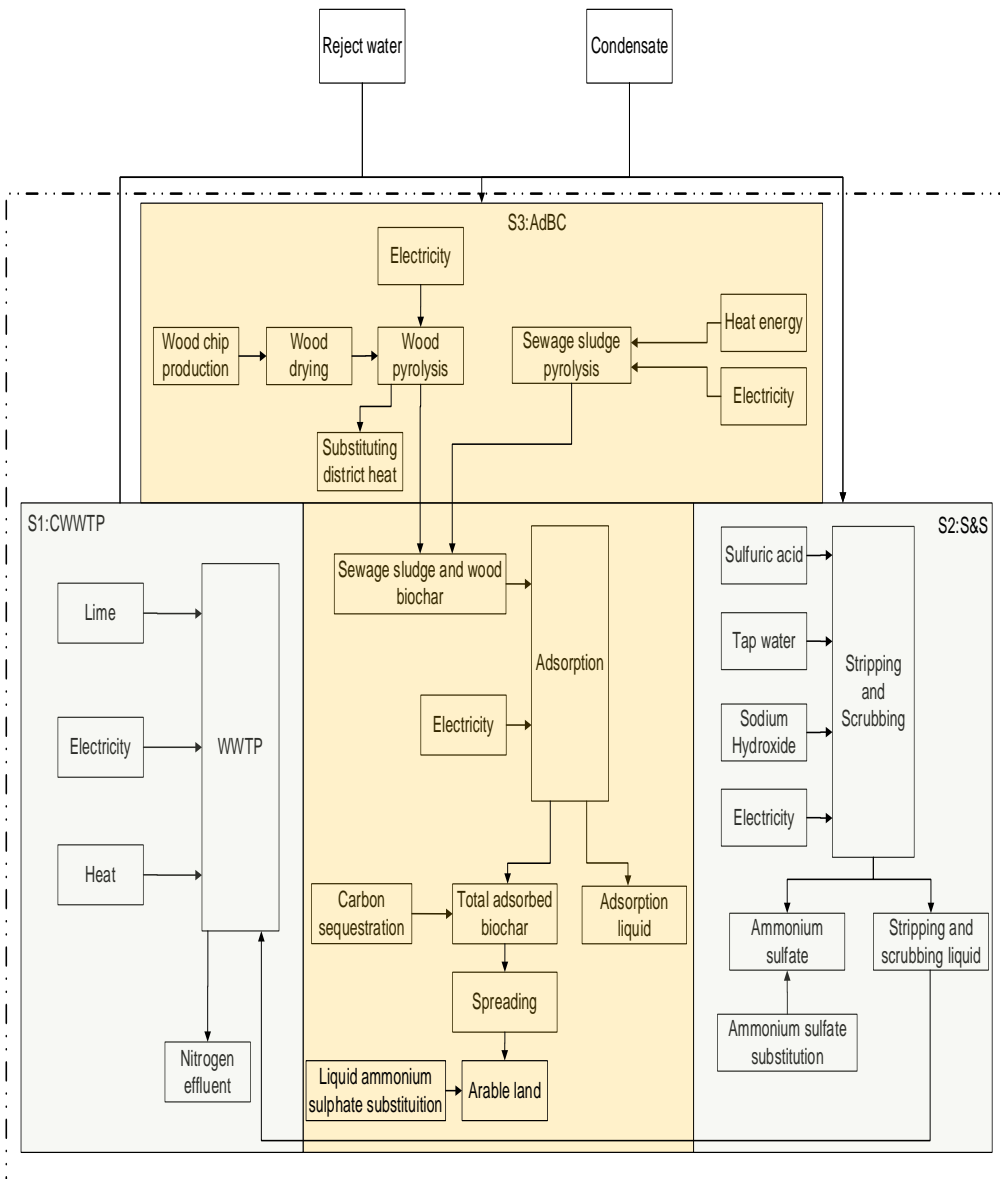 Reject water
Condensate
S3:AdBC
Electricity
Wood chip
production
Wood
drying
Wood
pyrolysis
Sewage sludge
pyrolysis
Heat energy
Electricity
Substituting
district heat
S1:CWWTP
Lime
Electricity
Heat
WWTP
Nitrogen
effluent
Sewage sludge and wood
biochar
Electricity
Adsorption
Carbon
sequestration
Total adsorbed
biochar
Adsorption
liquid
Spreading
Liquid ammonium
sulphate substituition
Arable land
S2:S&S
Sulfuric acid
Tap water
Sodium
Hydroxide
Electricity
Stripping
and
Scrubbing
Ammonium
sulfate
Stripping and
scrubbing liquid
Ammonium sulfate
substitution